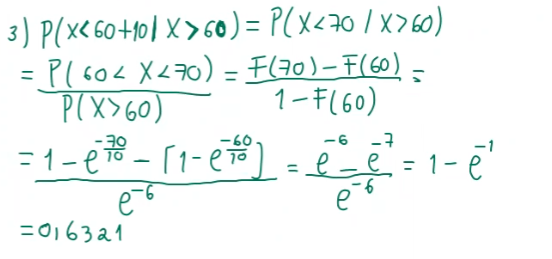 3) P(X<60+10 / X>60) = P(X<70 / X>60)
= P(60< X<70) / P(X>60) = F(70)-F(60) / 1-F(60) =
= 1-e^(-70/10) - [1-e^(-60/10)] / e^-6 = e^-6 - e^-7 / e^-6 = 1-e^-1
=0,6321